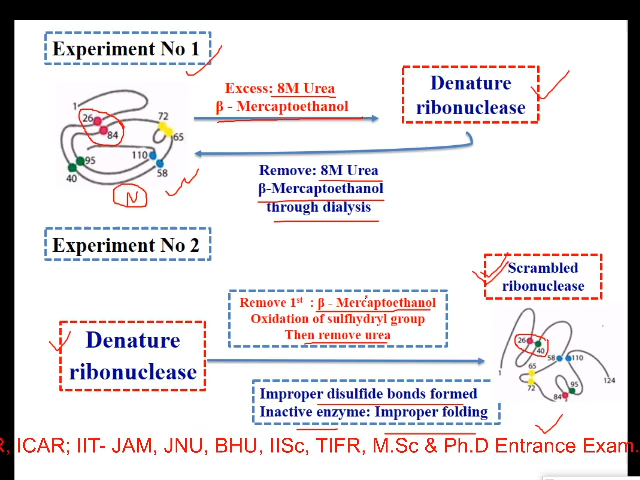 Experiment No 1
1
26
84
72
65
95
110
40
58
N
Excess: 8M Urea
β - Mercaptoethanol
Denature
ribonuclease
Remove: 8M Urea
β-Mercaptoethanol
through dialysis
Experiment No 2
Scrambled
ribonuclease
Remove 1st : β - Mercaptoethanol
Oxidation of sulfhydryl group
Then remove urea
Denature
ribonuclease
26
40
58
110
65
72
95
84
1
124
Improper disulfide bonds formed
Inactive enzyme: Improper folding
R, ICAR; IIT- JAM, JNU, BHU, IISc, TIFR, M.Sc & Ph.D Entrance Exam.